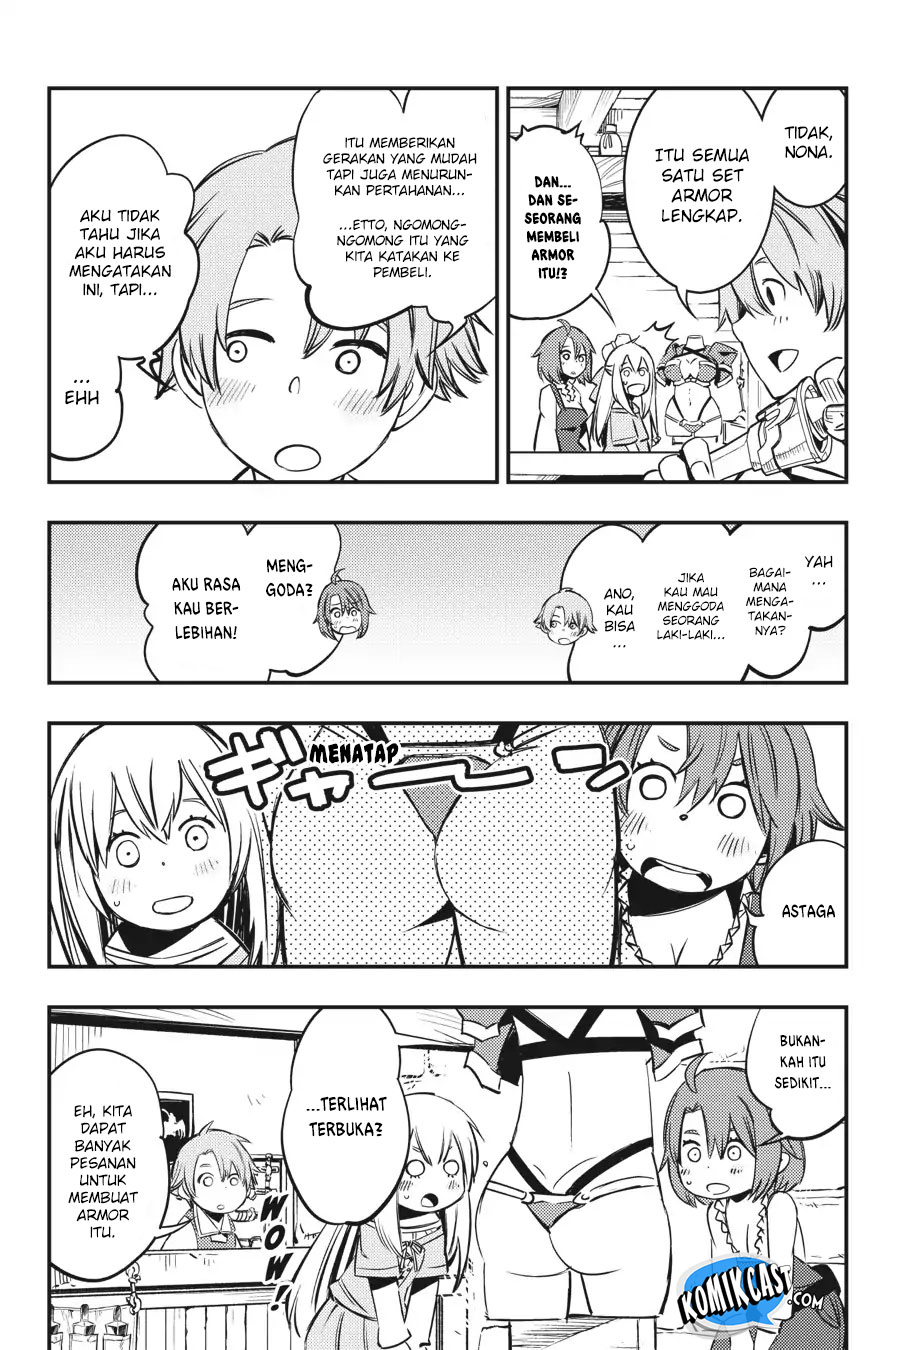 TIDAK,
NONA.
ITU SEMUA
SATU SET
ARMOR
LENGKAP.
DAN...
DAN SE-
SEORANG
MEMBELI
ARMOR
ITU!?
ITU MEMBERIKAN
GERAKAN YANG MUDAH
TAPI JUGA MENURUN-
KAN PERTAHANAN...
...ETTO, NGOMONG-
NGOMONG ITU YANG
KITA KATAKAN KE
PEMBELI.
AKU TIDAK
TAHU JIKA
AKU HARUS
MENGATAKAN
INI, TAPI...
...
EHH
YAH
...
BAGAI-
MANA
MENGA-
TAKAN-
NYA?
JIKA
KAU MAU
MENGGODA
SEORANG
LAKI-LAKI...
ANO,
KAU
BISA
...
MENG-
GODA?
AKU RASA
KAU BER-
LEBIHAN!
ギャーーン
MENATAP
ASTAGA
BUKAN-
KAH ITU
SEDIKIT...
...TERLIHAT
TERBUKA?
WOW!
EH, KITA
DAPAT
BANYAK
PESANAN
UNTUK
MEMBUAT
ARMOR ITU.
KOMIKCAST.COM